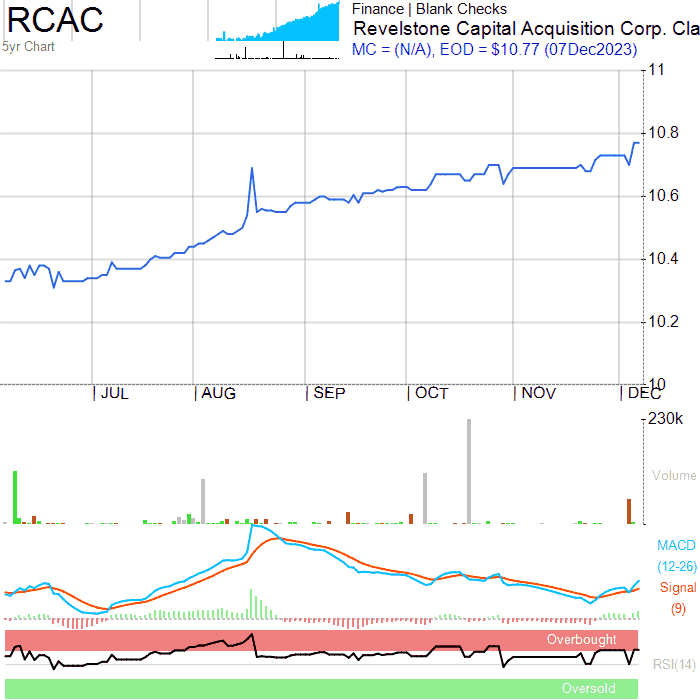 RCAC
5yr Chart
Finance | Blank Checks
Revelstone Capital Acquisition Corp. Cla
MC = (N/A), EOD = $10.77 (07Dec2023)
11
10.8
10.6
10.4
10.2
10
JUL
AUG
SEP
OCT
NOV
DEC
230k
Volume
MACD
(12-26)
Signal
(9)
Overbought
RSI(14)
Oversold